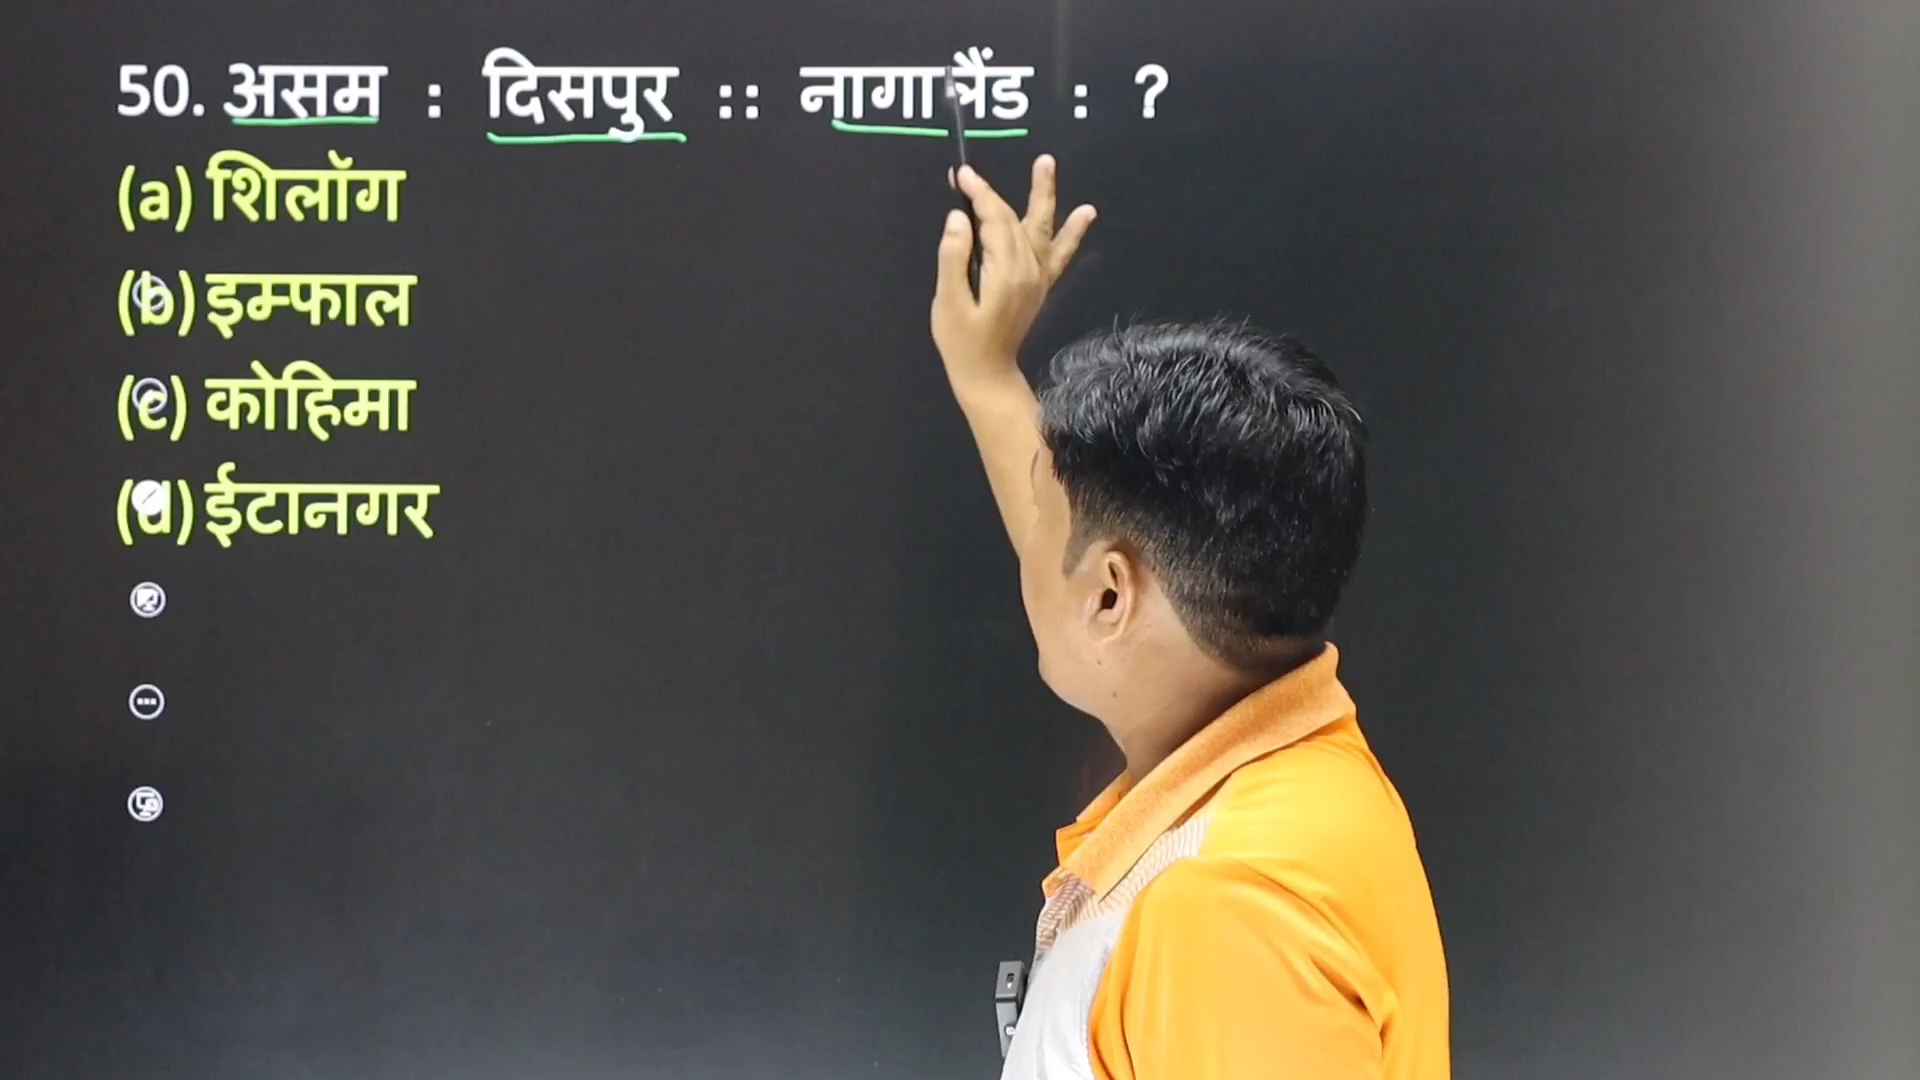 50. असम : दिसपुर :: नागालैंड : ?
(a) शिलॉग
(b) इम्फाल
(c) कोहिमा
(d) ईटानगर